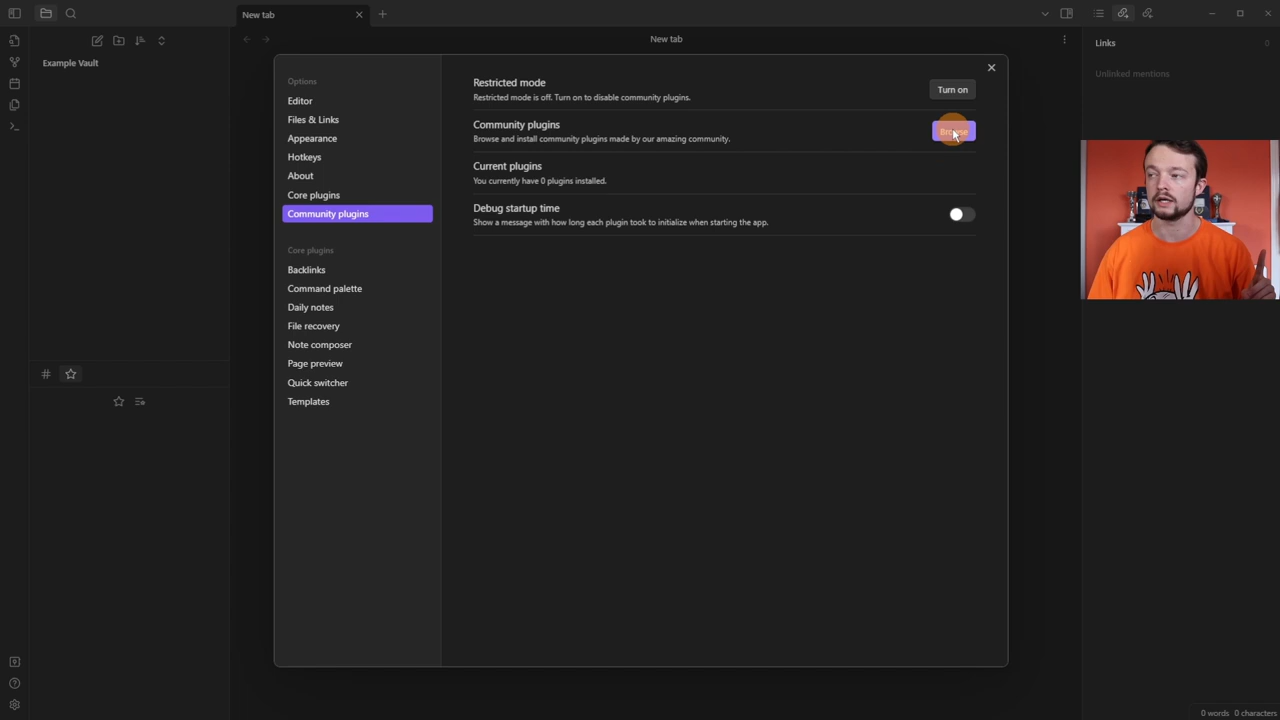 New tab
New tab
Links
0
Example Vault
Unlinked mentions
Options
Editor
Files & Links
Appearance
Hotkeys
About
Core plugins
Community plugins
Core plugins
Backlinks
Command palette
Daily notes
File recovery
Note composer
Page preview
Quick switcher
Templates
Restricted mode
Restricted mode is off. Turn on to disable community plugins.
Turn on
Community plugins
Browse and install community plugins made by our amazing community.
Browse
Current plugins
You currently have 0 plugins installed.
Debug startup time
Show a message with how long each plugin took to initialize when starting the app.
0 words 0 characters